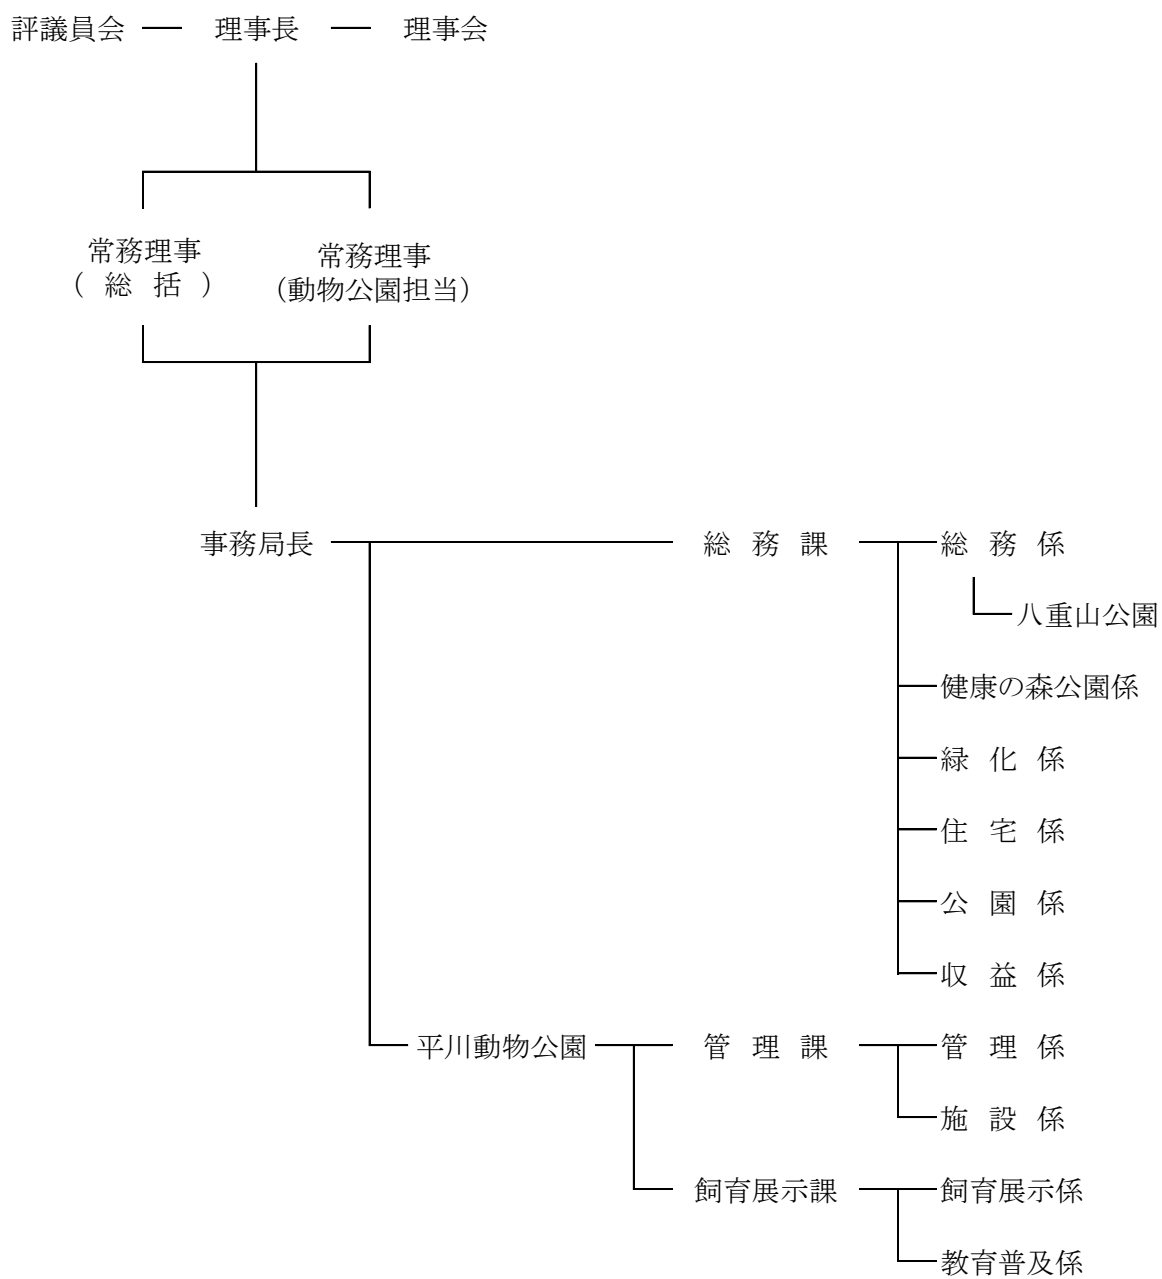 評議員会 理事長 理事会
常務理事
(総括)
常務理事
(動物公園担当)
事務局長 総務課 総務係
八重山公園
健康の森公園係
緑化係
住宅係
公園係
収益係
平川動物公園 管理課 管理係
施設係
飼育展示課 飼育展示係
教育普及係